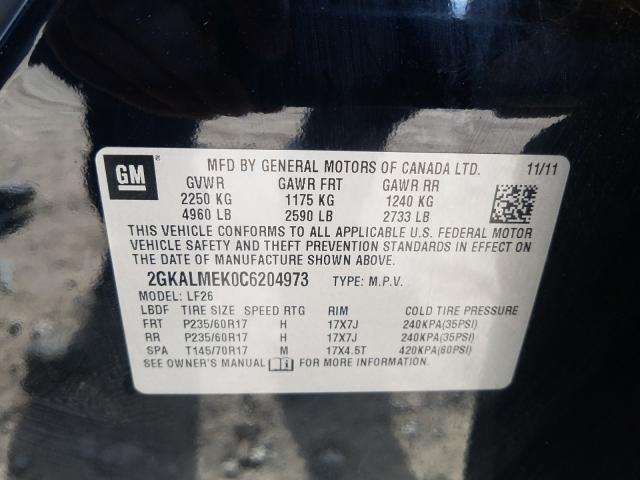 GM ® MFD BY GENERAL MOTORS OF CANADA LTD. 11/11
GVWR GAWR FRT GAWR RR
2250 KG 1175 KG 1240 KG
4960 LB 2590 LB 2733 LB
THIS VEHICLE CONFORMS TO ALL APPLICABLE U.S. FEDERAL MOTOR
VEHICLE SAFETY AND THEFT PREVENTION STANDARDS IN EFFECT ON
THE DATE OF MANUFACTURE SHOWN ABOVE.
2GKALMEK0C6204973 TYPE: M.P.V.
MODEL: LF26
LBDF TIRE SIZE SPEED RTG RIM COLD TIRE PRESSURE
FRT P235/60R17 H 17X7J 240KPA(35PSI)
RR P235/60R17 H 17X7J 240KPA(35PSI)
SPA T145/70R17 M 17X4.5T 420KPA(60PSI)
SEE OWNER'S MANUAL FOR MORE INFORMATION.